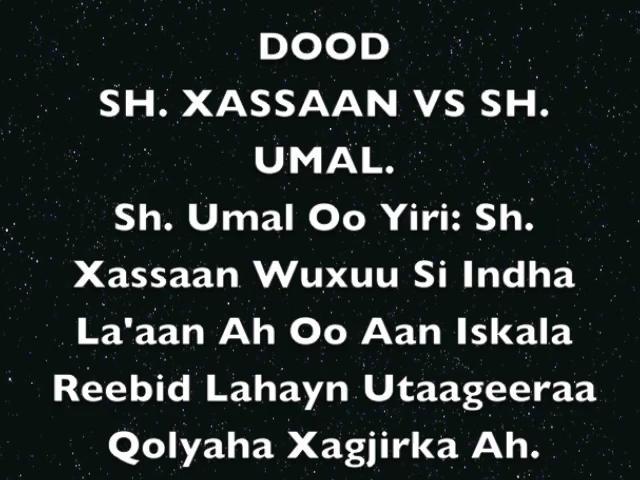 DOOD
SH. XASSAAN VS SH.
UMAL.
Sh. Umal Oo Yiri: Sh.
Xassaan Wuxuu Si Indha
La'aan Ah Oo Aan Iskala
Reebid Lahayn Utaageeraa
Qolyaha Xagjirka Ah.